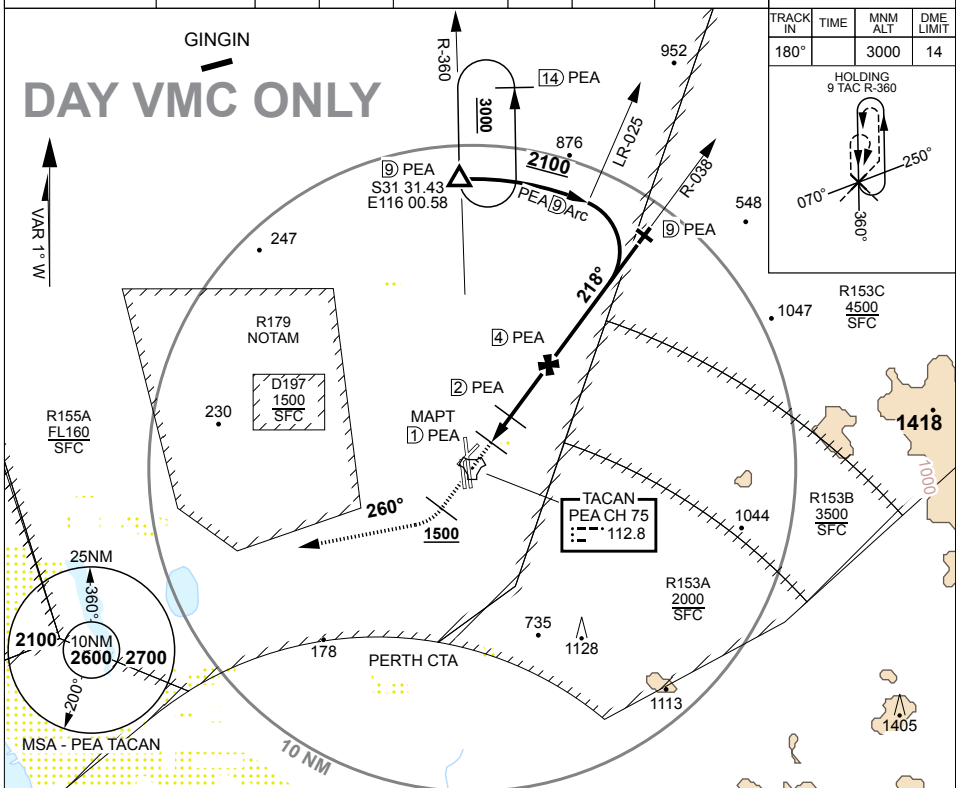 TRACK IN TIME MNM ALT DME LIMIT
180° 3000 14
HOLDING
9 TAC R-360
070°
250°
360°
GINGIN
DAY VMC ONLY
VAR 1° W
R-360
14 PEA
3000
952
876
2100
LR-025
R-038
9 PEA
S31 31.43
E116 00.58
PEA 9 Arc
9 PEA
548
247
218°
1047
R153C
4500
SFC
R179
NOTAM
4 PEA
D197
1500
SFC
230
2 PEA
R155A
FL160
SFC
MAPT
1 PEA
1418
1000
260°
1500
TACAN
PEA CH 75
112.8
1044
R153B
3500
SFC
R153A
2000
SFC
25NM
360°
2100
10NM
2600
2700
200°
MSA - PEA TACAN
178
PERTH CTA
735
1128
1113
1405
10 NM